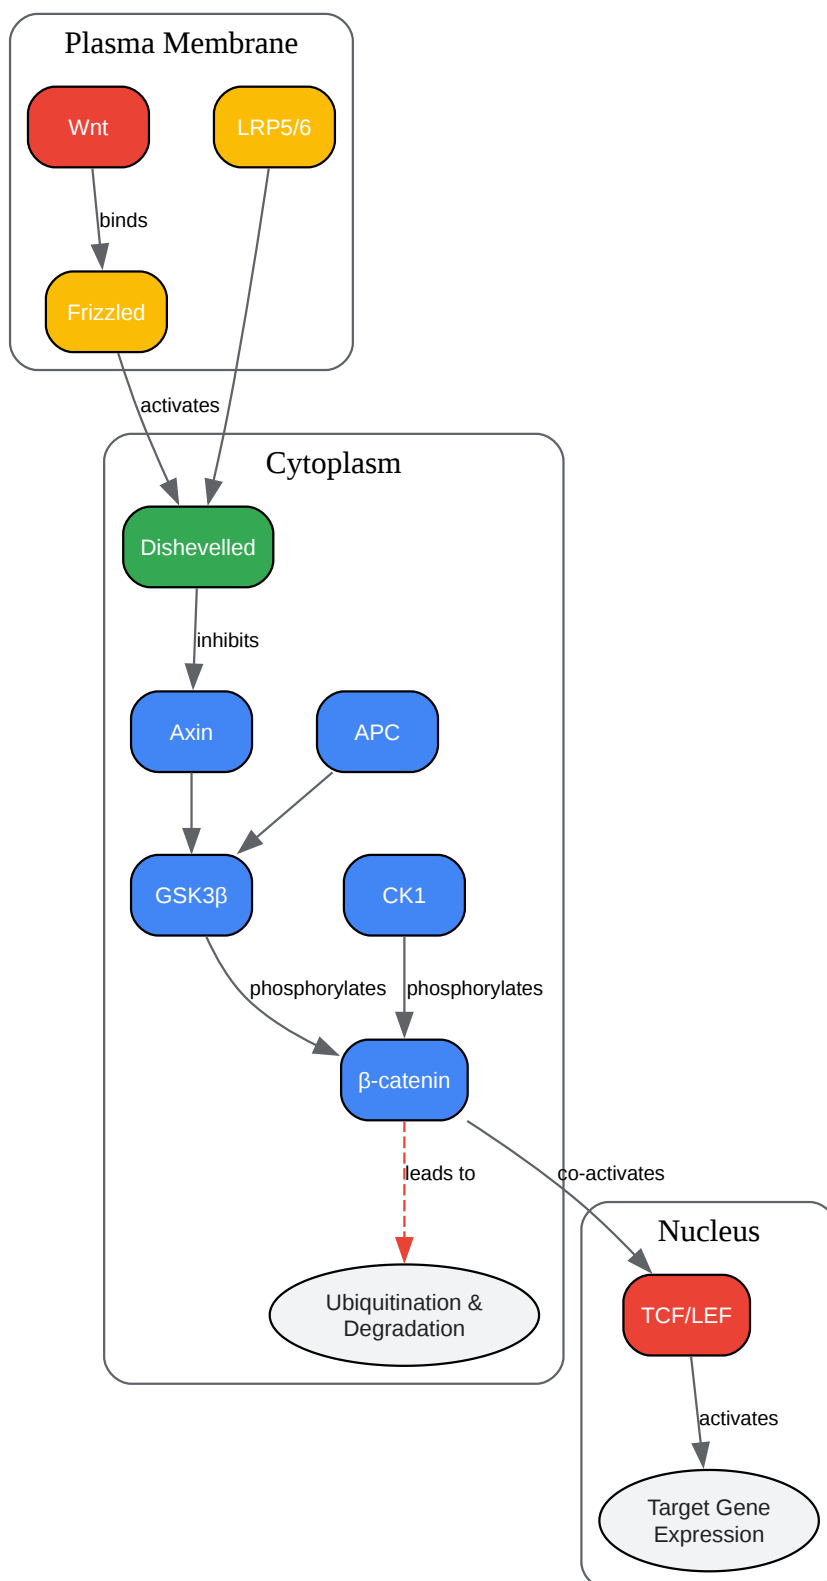 Plasma Membrane
Wnt
LRP5/6
binds
Frizzled
activates
Cytoplasm
Dishevelled
inhibits
Axin
APC
GSK3β
CK1
phosphorylates
phosphorylates
β-catenin
leads to
co-activates
Nucleus
Ubiquitination &
Degradation
TCF/LEF
activates
Target Gene
Expression